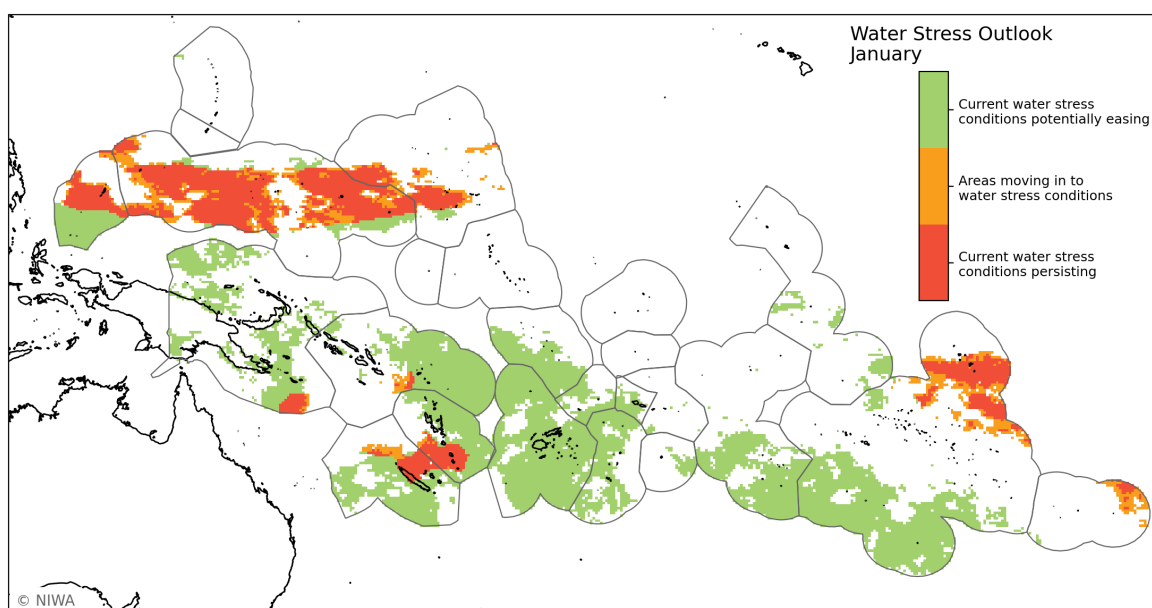 Water Stress Outlook
January
Current water stress
conditions potentially easing
Areas moving in to
water stress conditions
Current water stress
conditions persisting
© NIWA